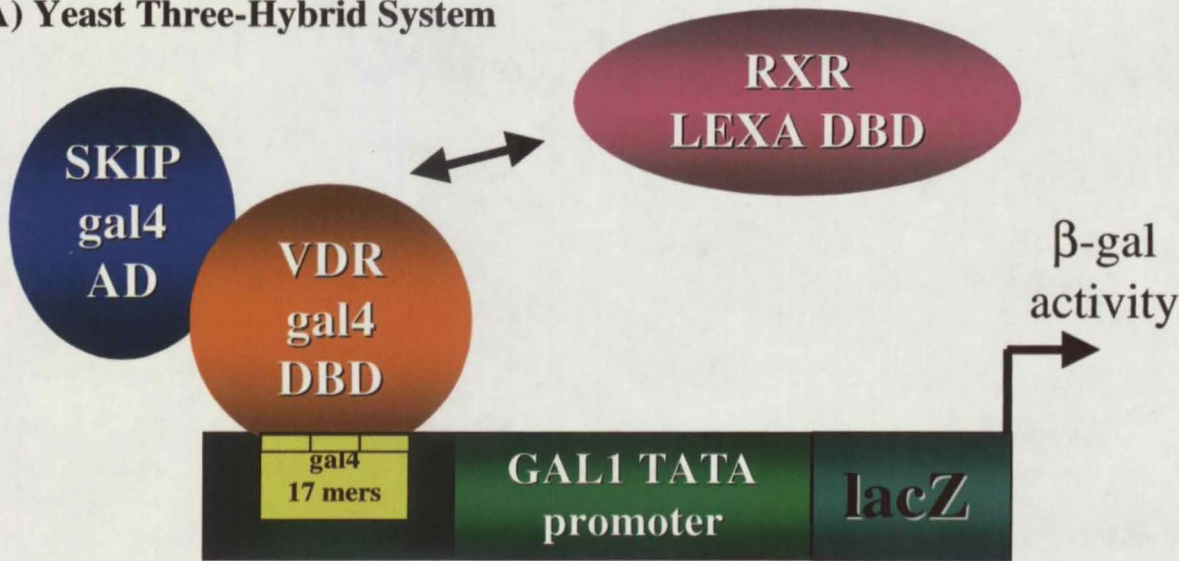 A) Yeast Three-Hybrid System
RXR
LEXA DBD
SKIP
gal4
AD
VDR
gal4
DBD
β-gal
activity
gal4
17 mers
GAL1 TATA
promoter
lacZ